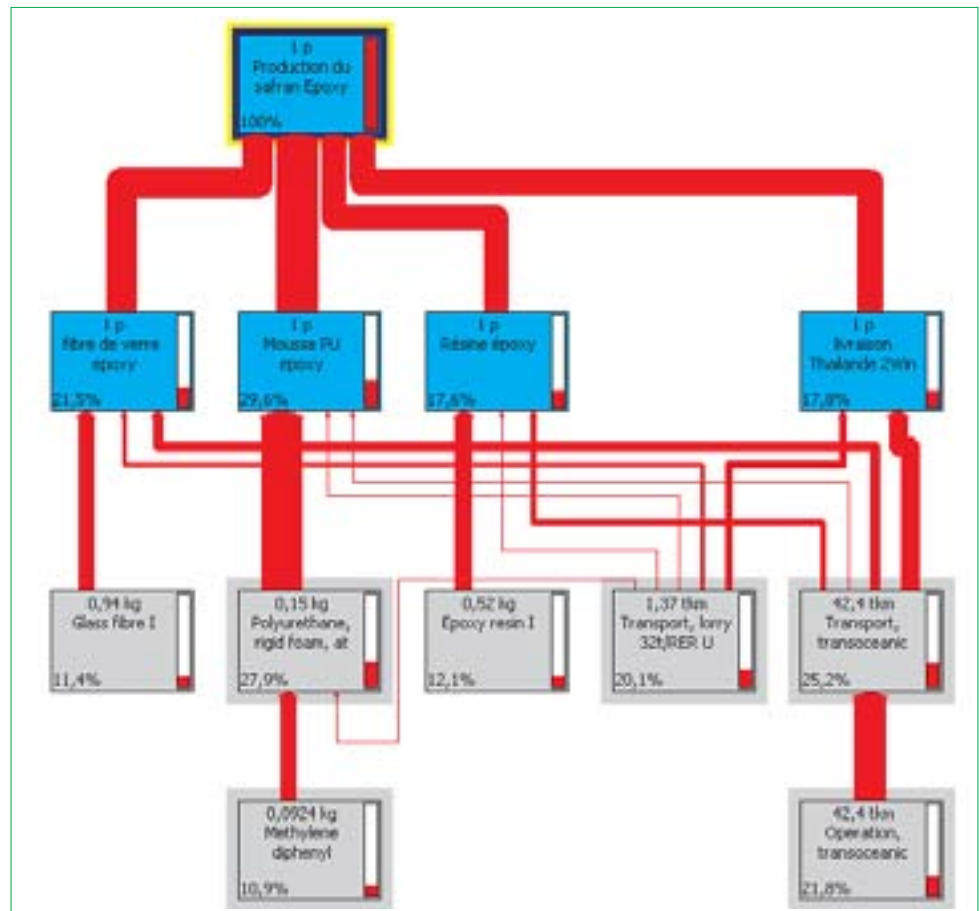 1 p
Production du
safran Epoxy
100%
1 p
fibre de verre
epoxy
21,5%
1 p
Mousse PU
epoxy
29,6%
1 p
Résine epoxy
17,6%
1 p
livraison
Thalande 2Win
17,8%
0,94 kg
Glass fibre I
11,4%
0,15 kg
Polyurethane,
rigid foam, at
27,9%
0,52 kg
Epoxy resin I
12,1%
1,37 tkm
Transport, lorry
32t/RER U
20,1%
42,4 tkm
Transport,
transoceanic
25,2%
0,0924 kg
Methylene
diphenyl
10,9%
42,4 tkm
Operation,
transoceanic
21,8%